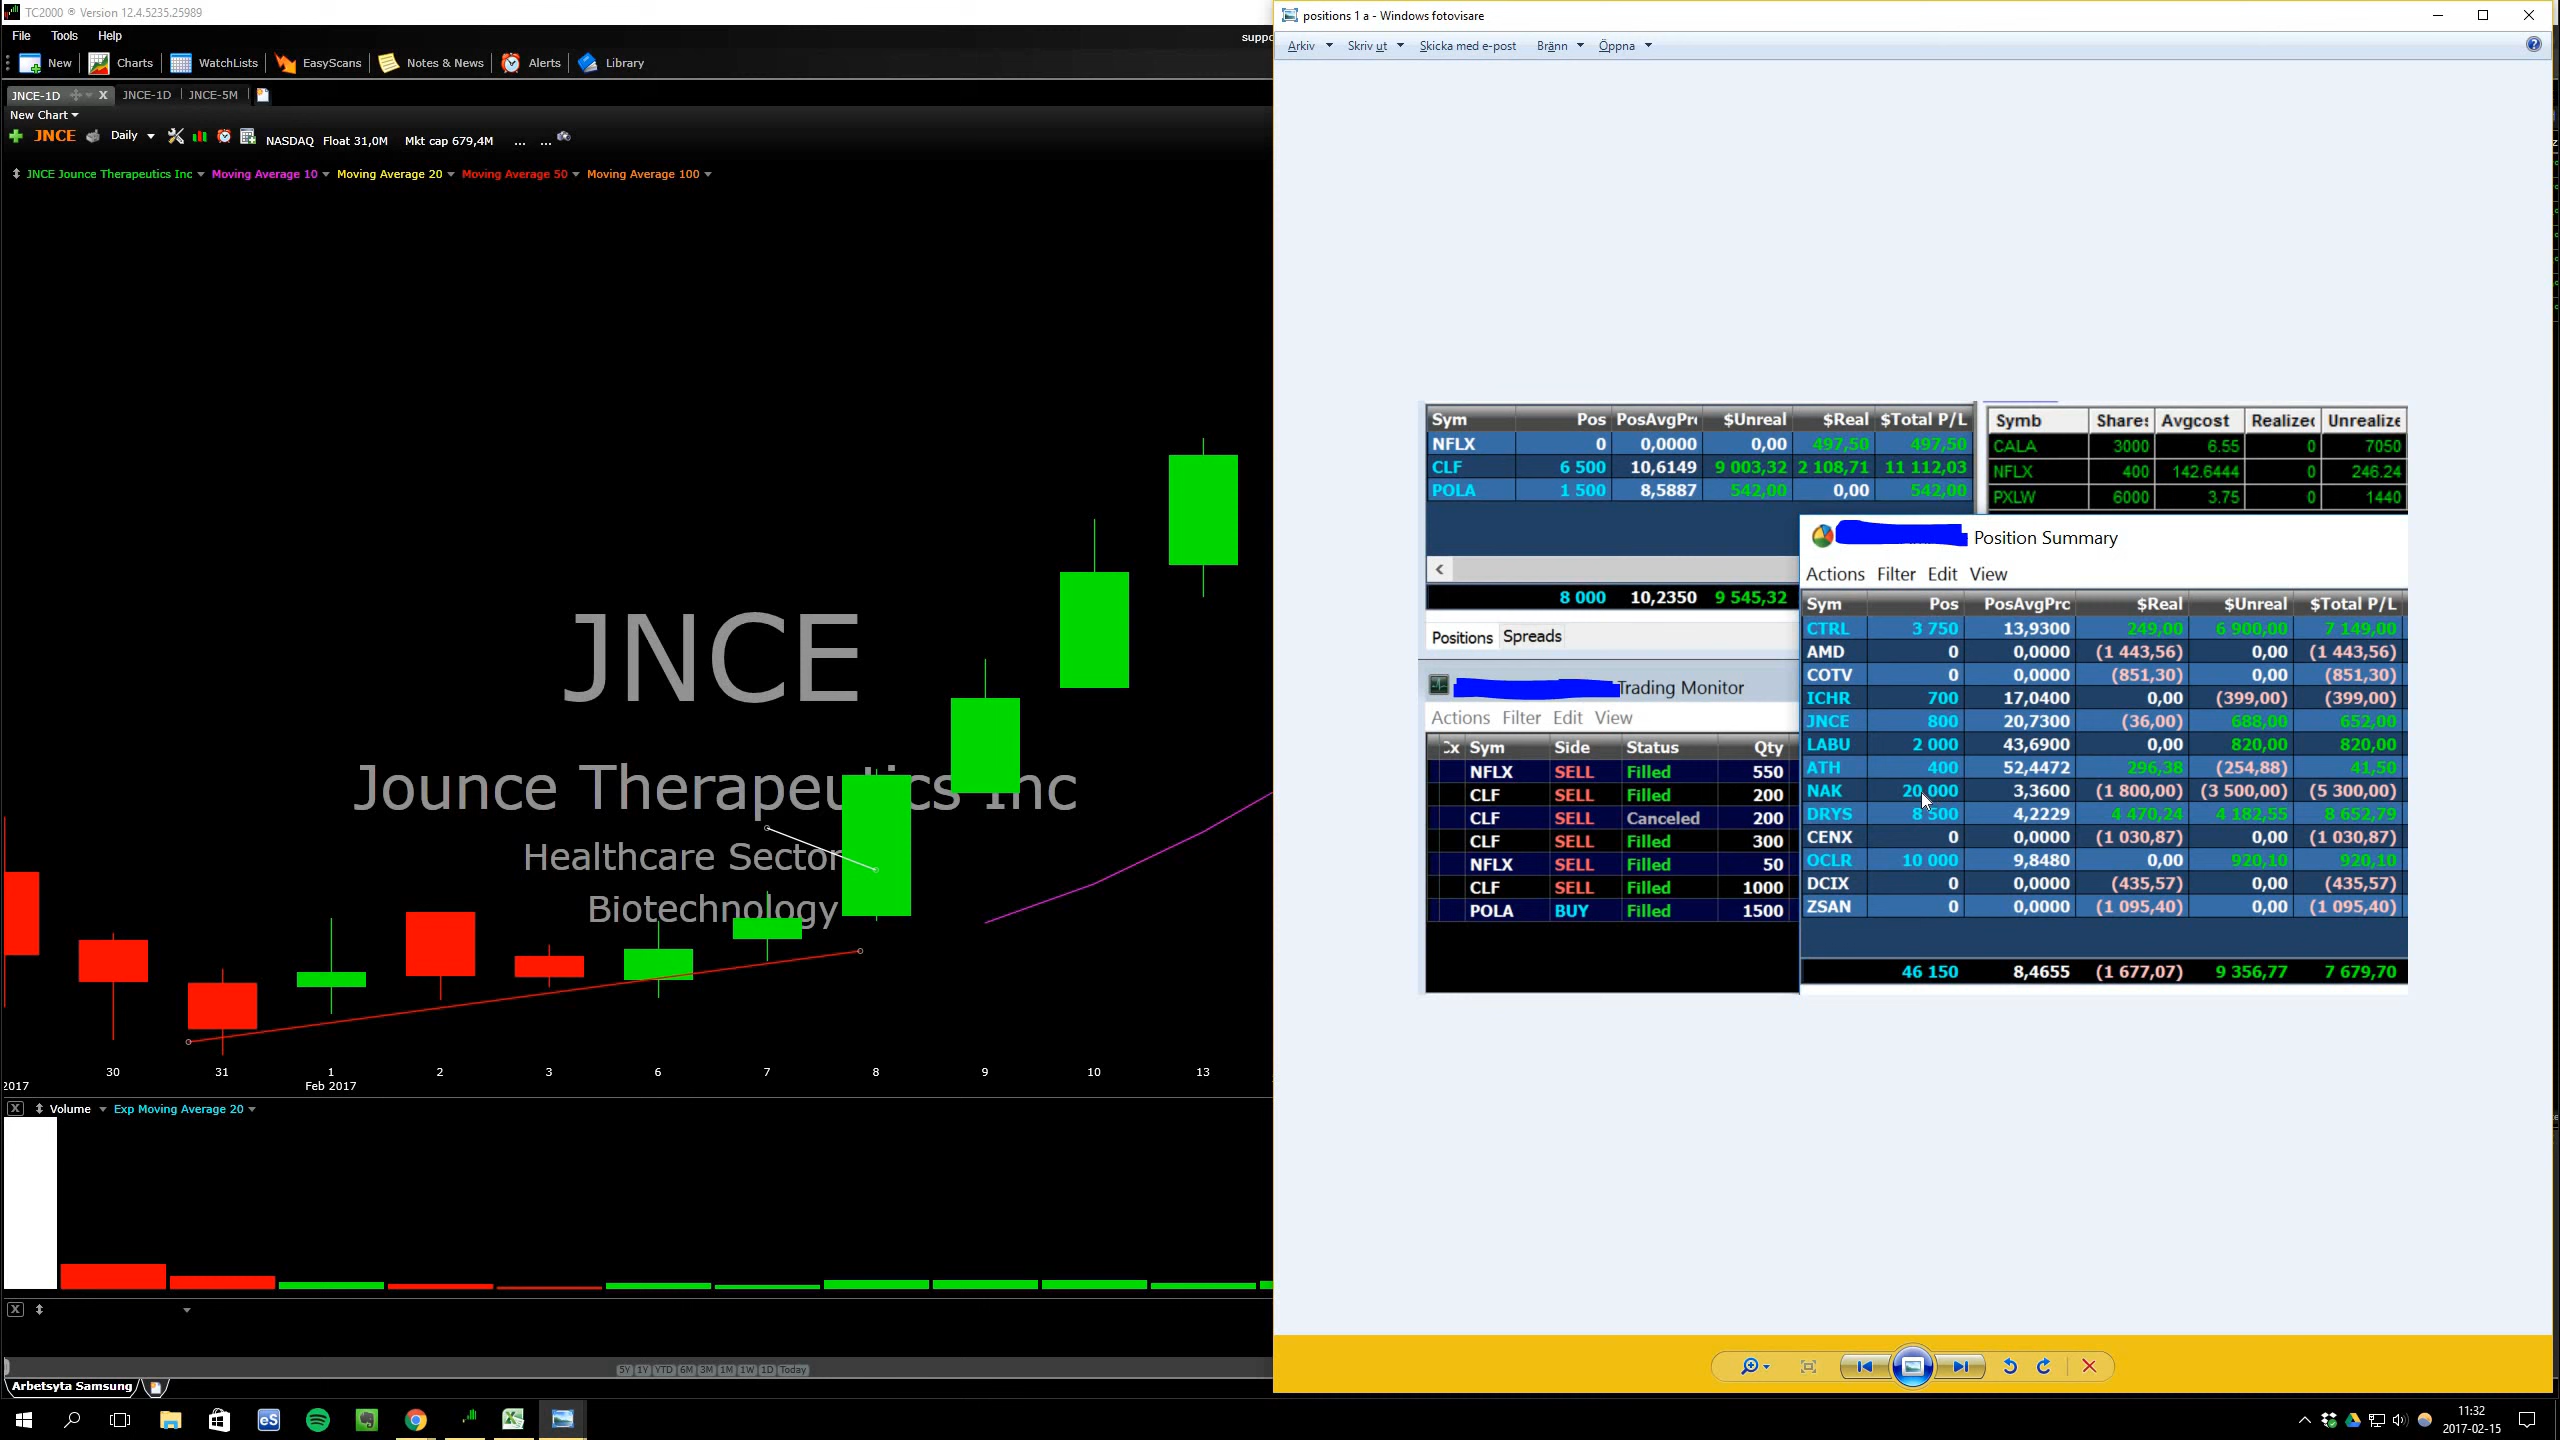 TC2000 ® Version 12.4.5235.25989
File Tools Help
suppo
New Charts WatchLists EasyScans Notes & News Alerts Library
JNCE-1D X JNCE-1D JNCE-5M
New Chart
JNCE Daily NASDAQ Float 31,0M Mkt cap 679,4M ... ...
JNCE Jounce Therapeutics Inc Moving Average 10 Moving Average 20 Moving Average 50 Moving Average 100
JNCE
Jounce Therapeutics Inc
Healthcare Sector
Biotechnology
30 31 1 2 3 6 7 8 9 10 13
2017 Feb 2017
X Volume Exp Moving Average 20
X
5Y 1Y YTD 6M 3M 1M 1W 1D Today
Arbetsyta Samsung
positions 1 a - Windows fotovisare
Arkiv Skriv ut Skicka med e-post Bränn Öppna
Sym Pos PosAvgPrc $Unreal $Real $Total P/L
NFLX 0 0,0000 0,00 497,50 497,50
CLF 6 500 10,6149 9 003,32 2 108,71 11 112,03
POLA 1 500 8,5887 542,00 0,00 542,00
8 000 10,2350 9 545,32
Positions Spreads
Symb Shares Avgcost Realized Unrealize
CALA 3000 6.55 0 7050
NFLX 400 142.6444 0 246.24
PXLW 6000 3.75 0 1440
Trading Monitor
Actions Filter Edit View
Cx Sym Side Status Qty
NFLX SELL Filled 550
CLF SELL Filled 200
CLF SELL Canceled 200
CLF SELL Filled 300
NFLX SELL Filled 50
CLF SELL Filled 1000
POLA BUY Filled 1500
Position Summary
Actions Filter Edit View
Sym Pos PosAvgPrc $Real $Unreal $Total P/L
CTRL 3 750 13,9300 249,00 6 900,00 7 149,00
AMD 0 0,0000 (1 443,56) 0,00 (1 443,56)
COTV 0 0,0000 (851,30) 0,00 (851,30)
ICHR 700 17,0400 0,00 (399,00) (399,00)
JNCE 800 20,7300 (36,00) 688,00 652,00
LABU 2 000 43,6900 0,00 820,00 820,00
ATH 400 52,4472 296,38 (254,88) 41,50
NAK 20 000 3,3600 (1 800,00) (3 500,00) (5 300,00)
DRYS 8 500 4,2229 4 470,24 4 182,55 8 652,79
CENX 0 0,0000 (1 030,87) 0,00 (1 030,87)
OCLR 10 000 9,8480 0,00 920,10 920,10
DCIX 0 0,0000 (435,57) 0,00 (435,57)
ZSAN 0 0,0000 (1 095,40) 0,00 (1 095,40)
46 150 8,4655 (1 677,07) 9 356,77 7 679,70
11:32
2017-02-15